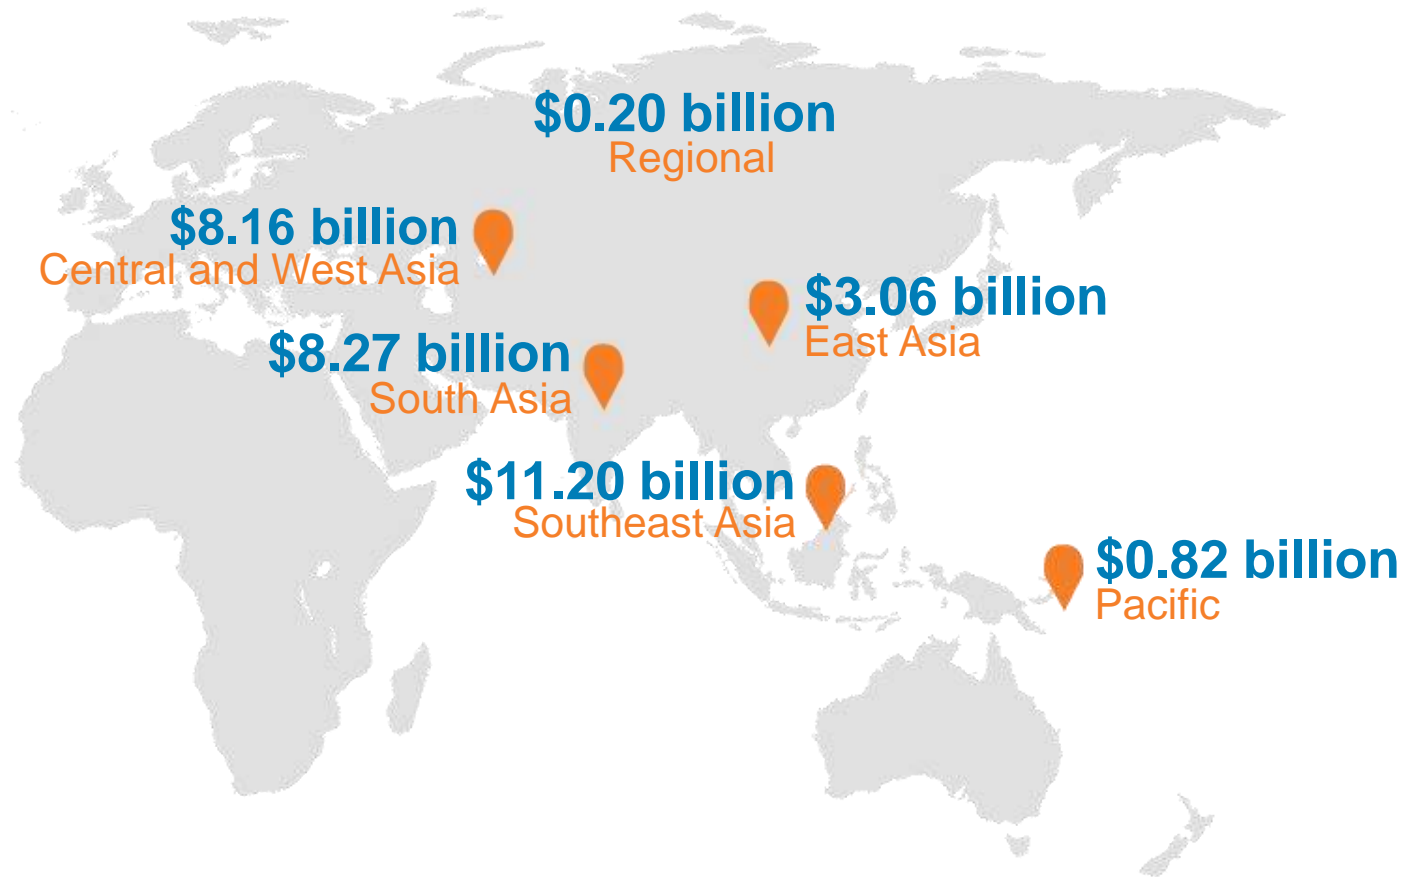 $0.20 billion
Regional
$8.16 billion
Central and West Asia
$3.06 billion
East Asia
$8.27 billion
South Asia
$11.20 billion
Southeast Asia
$0.82 billion
Pacific